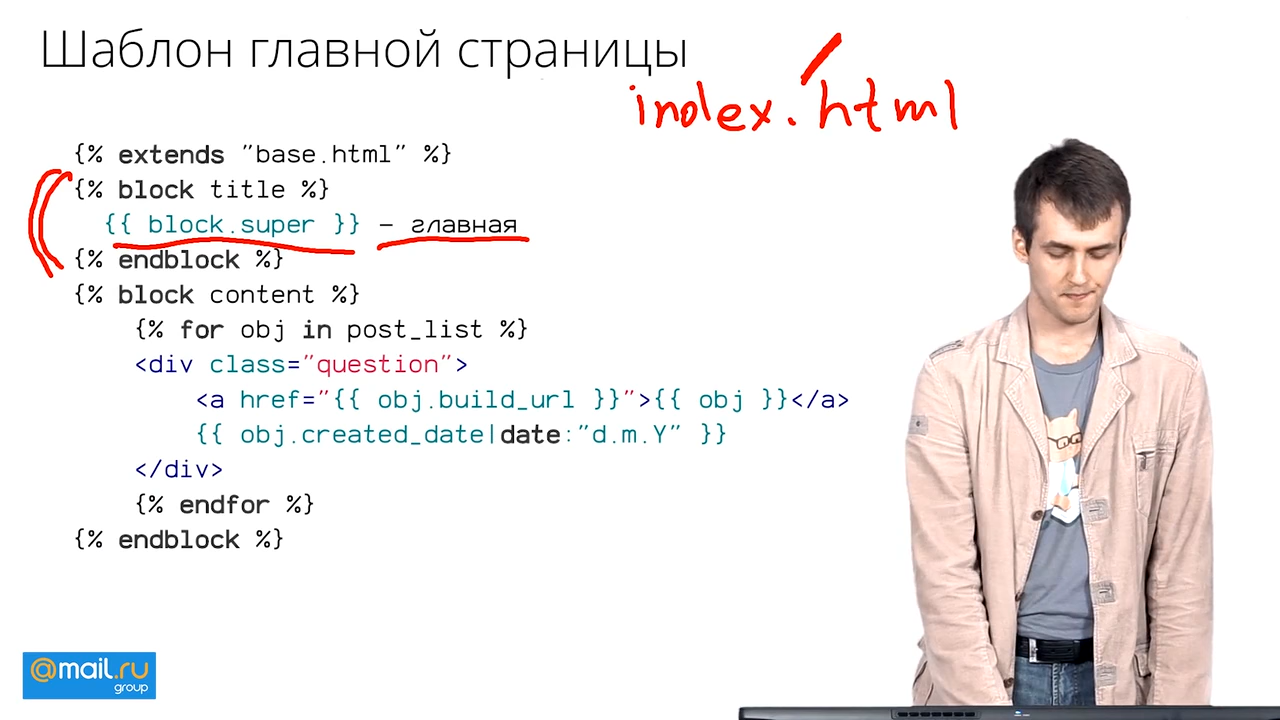 Шаблон главной страницы
index.html
{% extends "base.html" %}
{% block title %}
{{ block.super }} – главная
{% endblock %}
{% block content %}
{% for obj in post_list %}
<div class="question">
<a href="{{ obj.build_url }}">{{ obj }}</a>
{{ obj.created_date|date:"d.m.Y" }}
</div>
{% endfor %}
{% endblock %}
@mail.ru
group